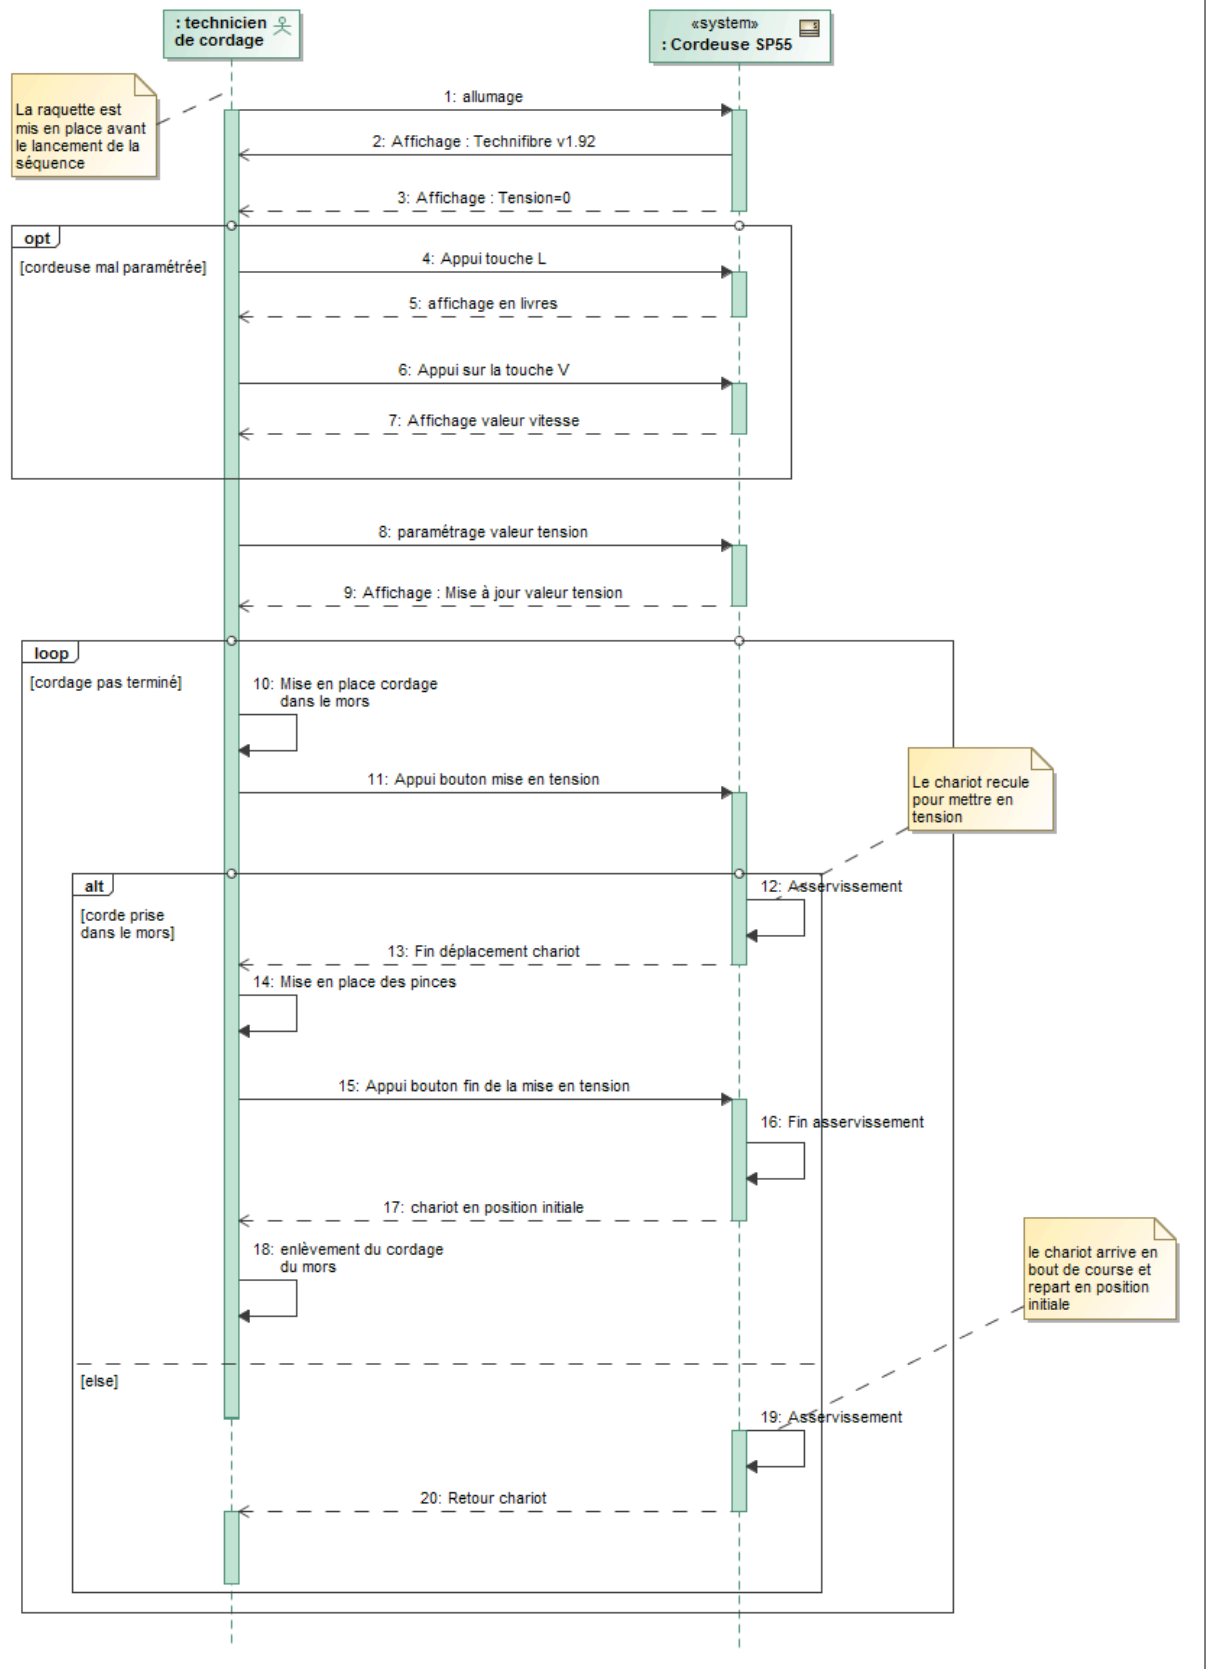 : technicien
de cordage
«system»
: Cordeuse SP55
La raquette est
mis en place avant
le lancement de la
séquence
1: allumage
2: Affichage : Technifibre v1.92
3: Affichage : Tension=0
opt
[cordeuse mal paramétrée]
4: Appui touche L
5: affichage en livres
6: Appui sur la touche V
7: Affichage valeur vitesse
8: paramétrage valeur tension
9: Affichage : Mise à jour valeur tension
loop
[cordage pas terminé]
10: Mise en place cordage
dans le mors
11: Appui bouton mise en tension
Le chariot recule
pour mettre en
tension
alt
[corde prise
dans le mors]
12: Asservissement
13: Fin déplacement chariot
14: Mise en place des pinces
15: Appui bouton fin de la mise en tension
16: Fin asservissement
17: chariot en position initiale
18: enlèvement du cordage
du mors
le chariot arrive en
bout de course et
repart en position
initiale
[else]
19: Asservissement
20: Retour chariot